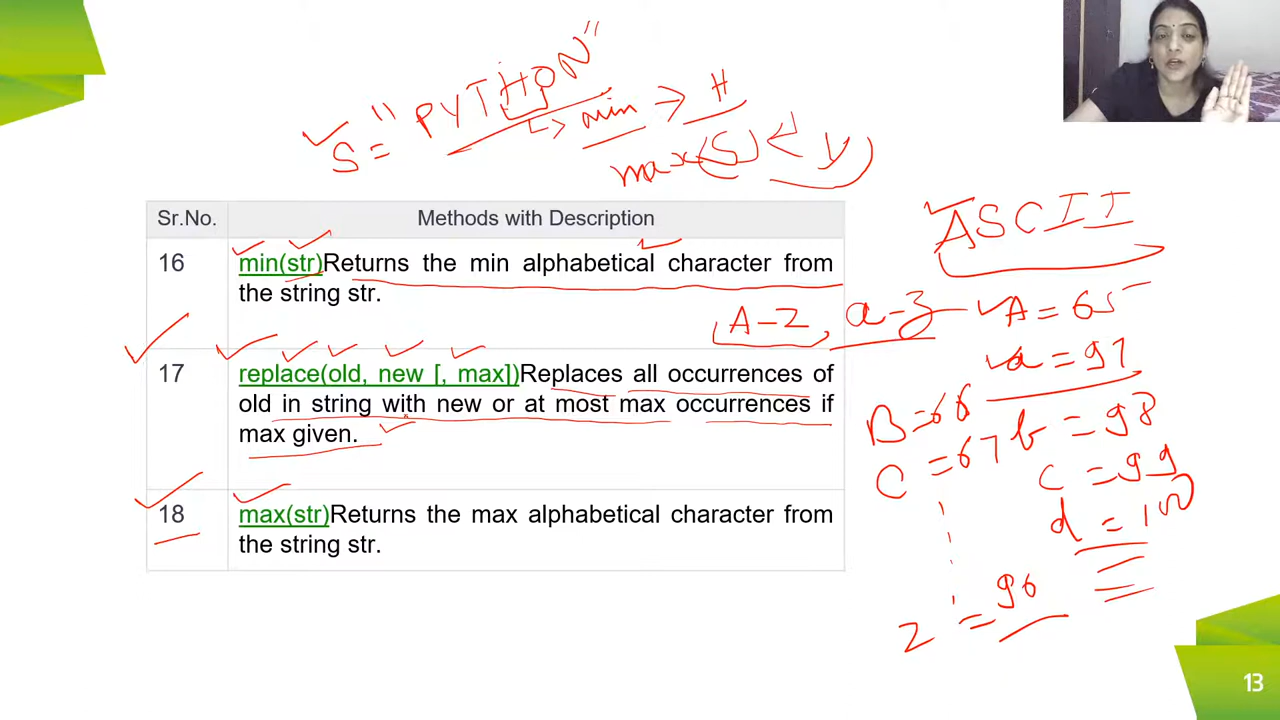 S = "PYTHON"
min → H
max(S) Y
Sr.No. Methods with Description
16 min(str)Returns the min alphabetical character from
the string str.
17 replace(old, new [, max])Replaces all occurrences of
old in string with new or at most max occurrences if
max given.
18 max(str)Returns the max alphabetical character from
the string str.
ASCII
A-Z, a-z
A = 65
a = 97
B = 66 b = 98
C = 67 c = 99
d = 100
Z = 96
13